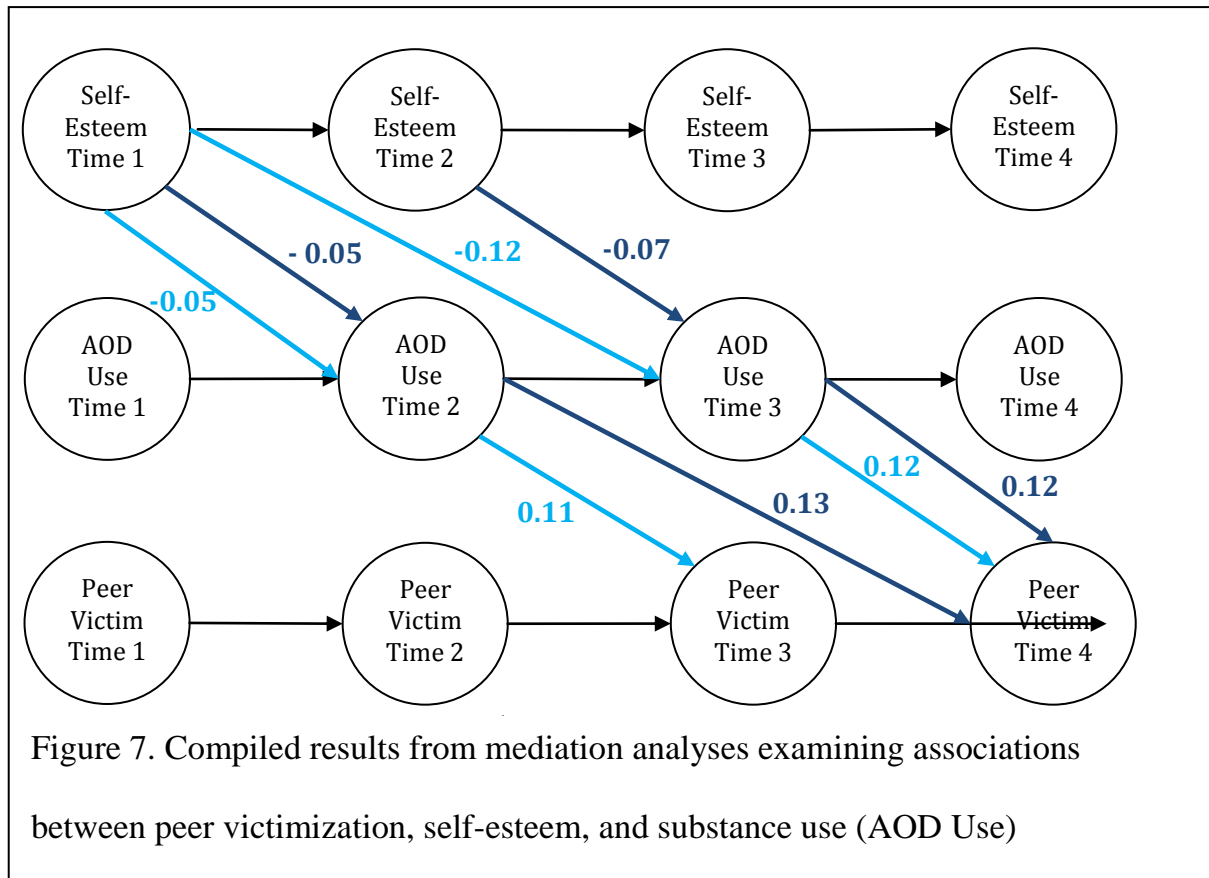 Self-
Esteem
Time 1
Self-
Esteem
Time 2
Self-
Esteem
Time 3
Self-
Esteem
Time 4
- 0.05
-0.12
-0.07
-0.05
AOD
Use
Time 1
AOD
Use
Time 2
AOD
Use
Time 3
AOD
Use
Time 4
0.11
0.13
0.12
0.12
Peer
Victim
Time 1
Peer
Victim
Time 2
Peer
Victim
Time 3
Peer
Victim
Time 4
Figure 7. Compiled results from mediation analyses examining associations
between peer victimization, self-esteem, and substance use (AOD Use)